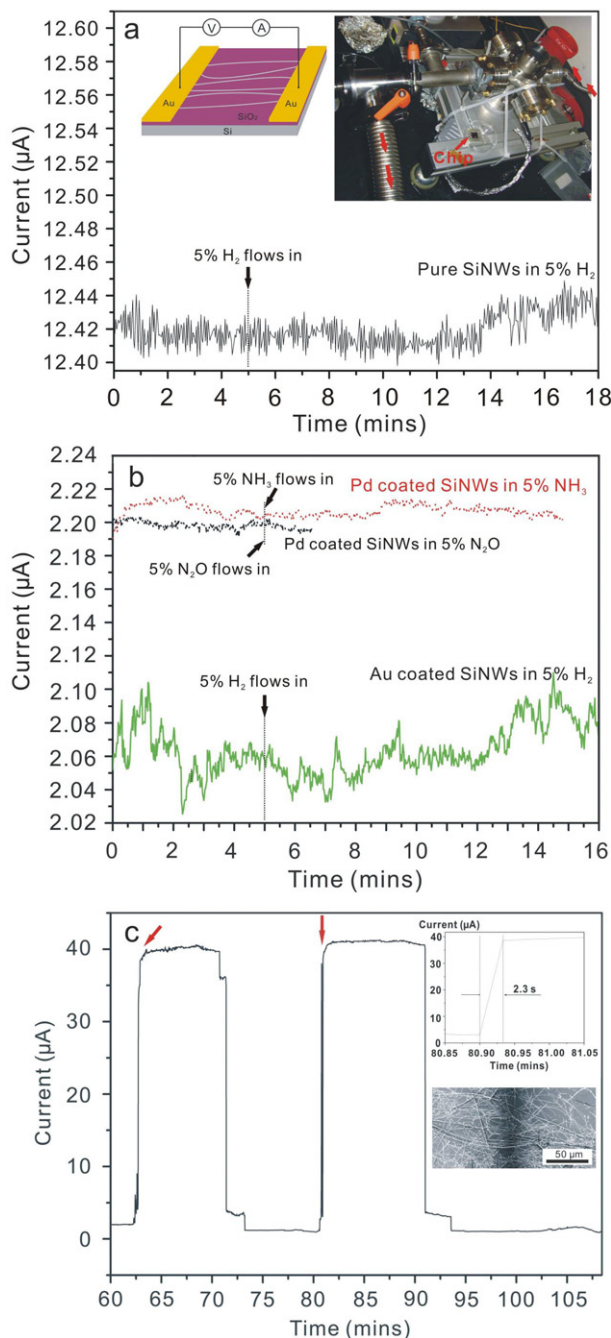 a
12.60
12.58
12.56
12.54
12.52
12.50
12.48
12.46
12.44
12.42
12.40
Current (µA)
V
A
Au
Au
SiO₂
Si
Chip
5% H₂ flows in
Pure SiNWs in 5% H₂
0 2 4 6 8 10 12 14 16 18
Time (mins)
b
2.24
2.22
2.20
2.18
2.16
2.14
2.12
2.10
2.08
2.06
2.04
2.02
Current (µA)
5% NH₃ flows in
Pd coated SiNWs in 5% NH₃
Pd coated SiNWs in 5% N₂O
5% N₂O flows in
5% H₂ flows in
Au coated SiNWs in 5% H₂
0 2 4 6 8 10 12 14 16
Time (mins)
c
40
30
20
10
0
Current (µA)
Current (µA)
40
30
20
10
0
2.3 s
80.85 80.90 80.95 81.00 81.05
Time (mins)
50 µm
60 65 70 75 80 85 90 95 100 105
Time (mins)